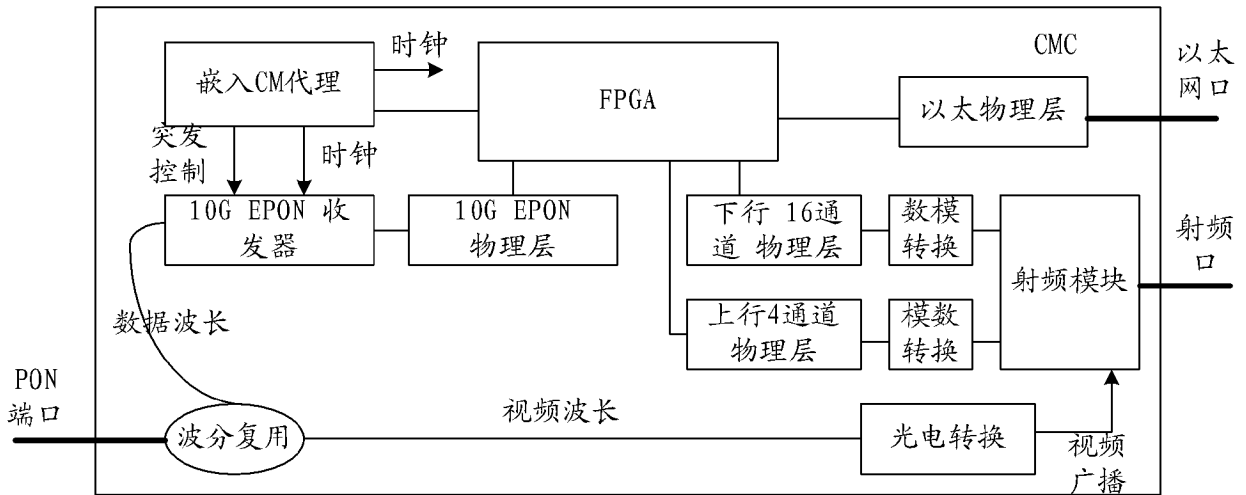 CMC
以太
网口
时钟
嵌入CM代理
FPGA
以太物理层
突发
控制
时钟
10G EPON 收
发器
10G EPON
物理层
下行 16通
道 物理层
数模
转换
射频模块
射频
口
数据波长
上行4通道
物理层
模数
转换
PON
端口
波分复用
视频波长
光电转换
视频
广播